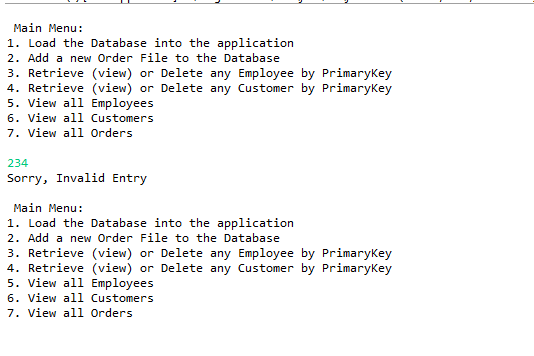 Main Menu:
1. Load the Database into the application
2. Add a new Order File to the Database
3. Retrieve (view) or Delete any Employee by PrimaryKey
4. Retrieve (view) or Delete any Customer by PrimaryKey
5. View all Employees
6. View all Customers
7. View all Orders
234
Sorry, Invalid Entry
Main Menu:
1. Load the Database into the application
2. Add a new Order File to the Database
3. Retrieve (view) or Delete any Employee by PrimaryKey
4. Retrieve (view) or Delete any Customer by PrimaryKey
5. View all Employees
6. View all Customers
7. View all Orders